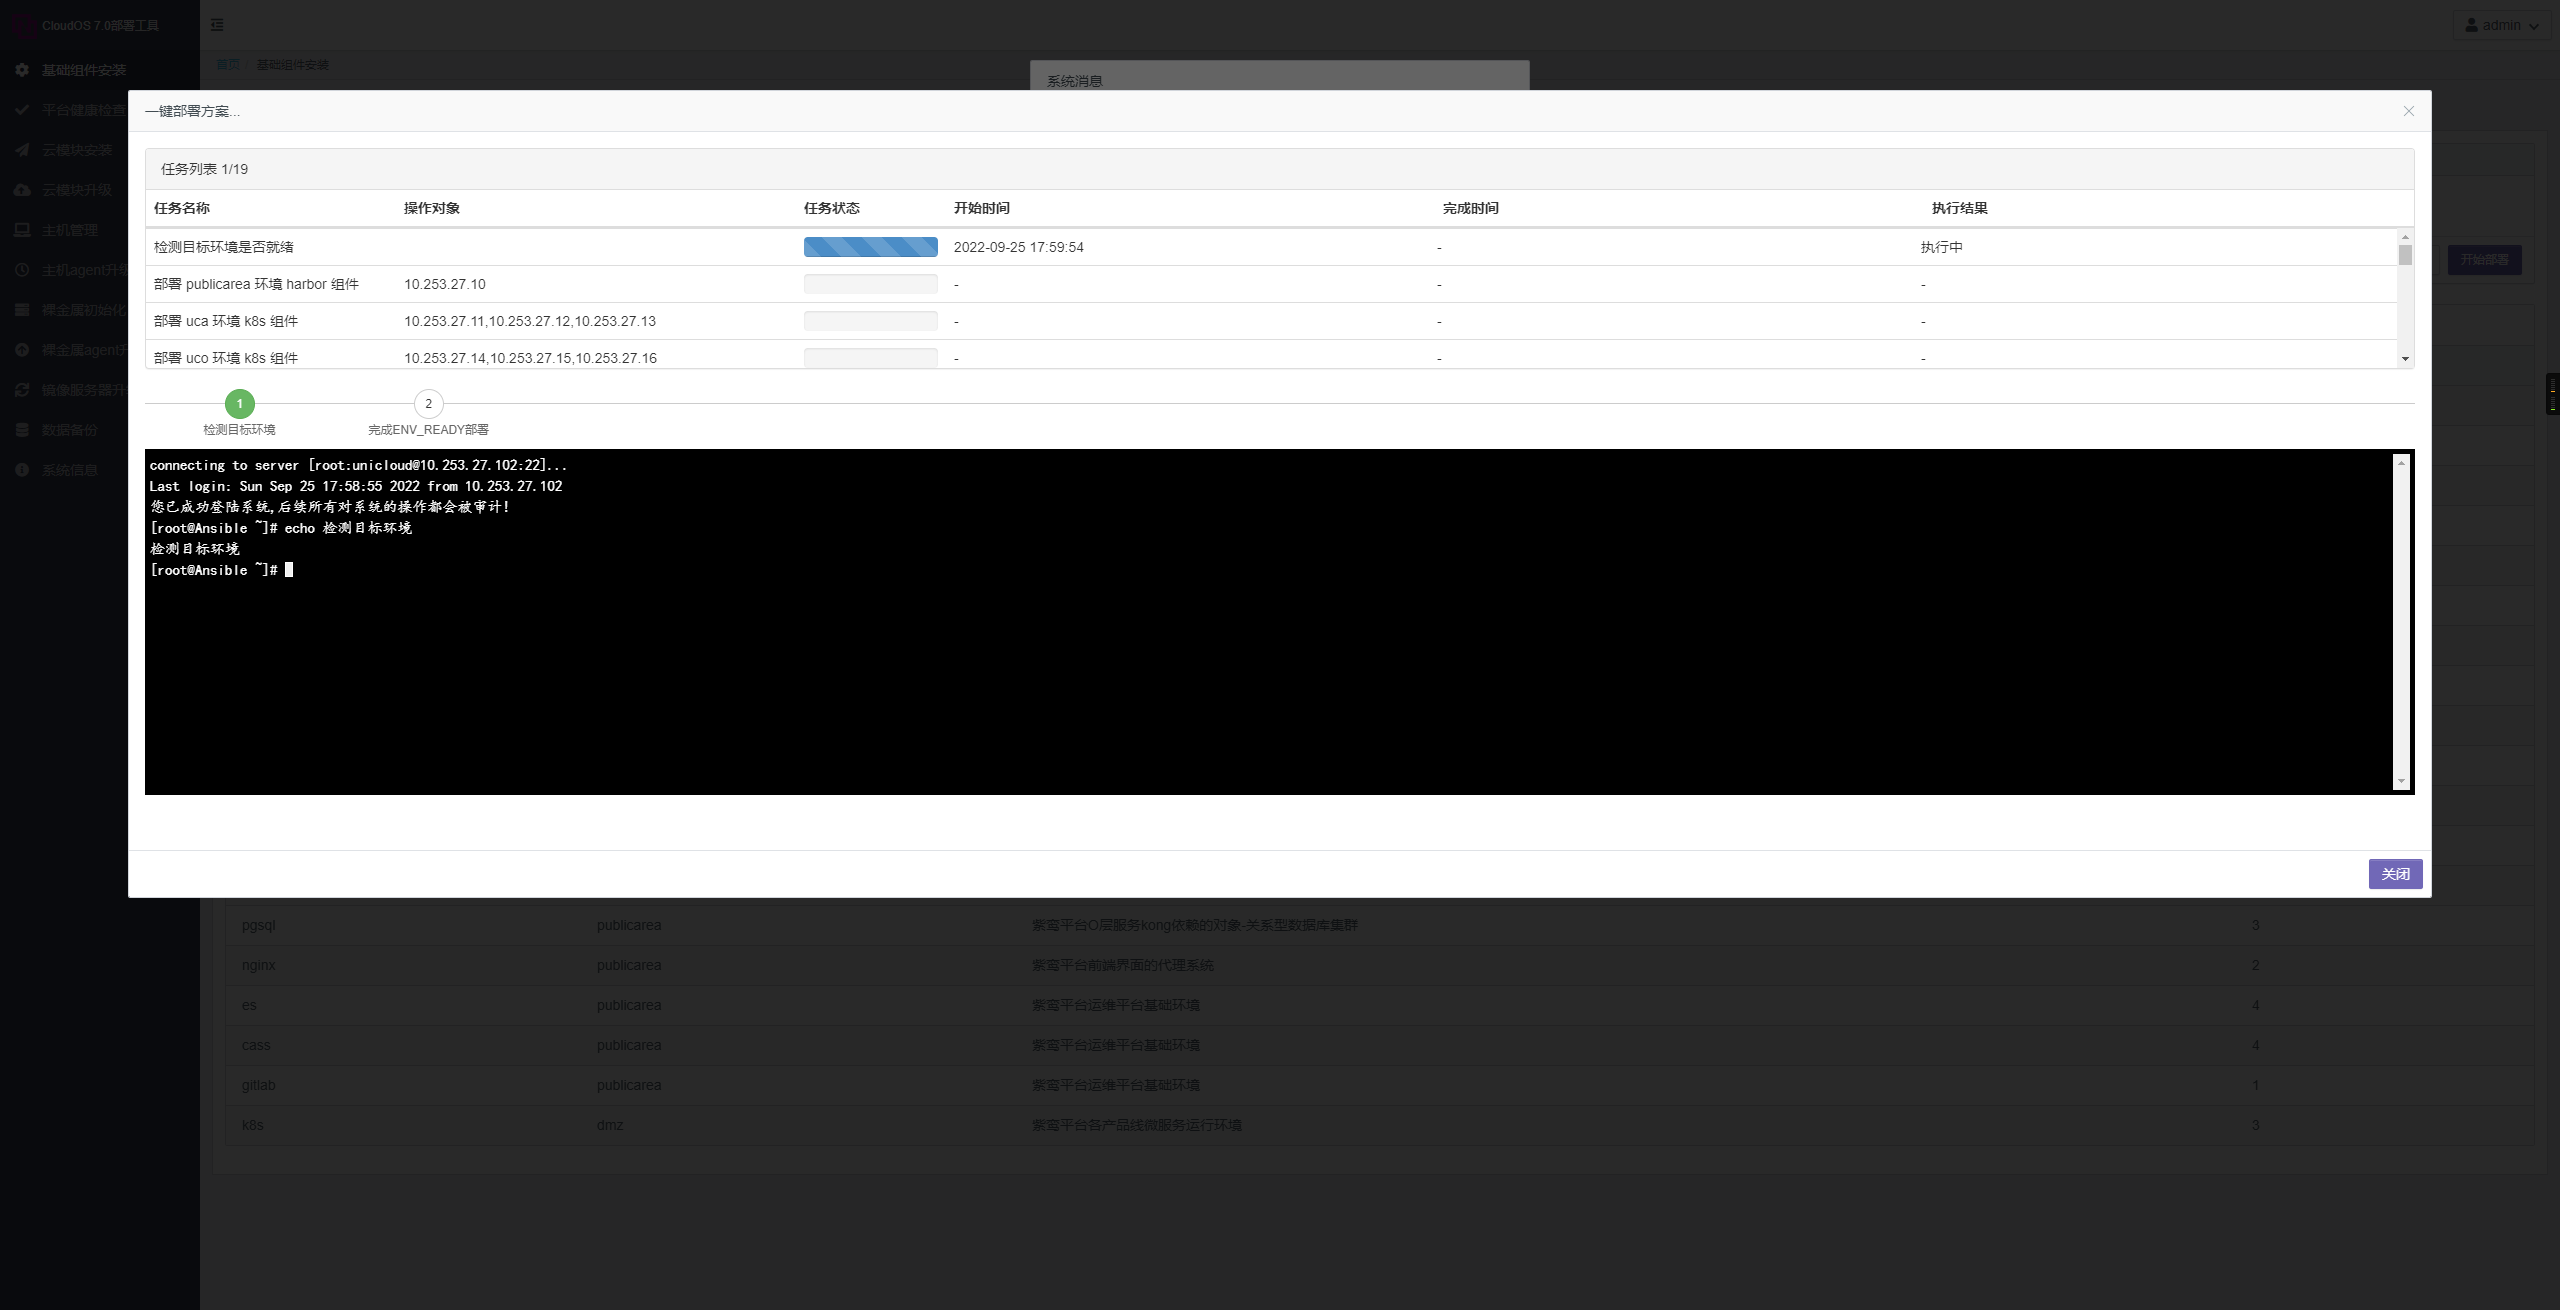 CloudOS 7.0部署工具
admin
基础组件安装
首页 / 基础组件安装
系统消息
平台健康检查
云模块安装
云模块升级
主机管理
主机agent升级
裸金属初始化
裸金属agent升
镜像服务器升
数据备份
系统信息
一键部署方案...
任务列表 1/19
任务名称 操作对象 任务状态 开始时间 完成时间 执行结果
检测目标环境是否就绪 2022-09-25 17:59:54 - 执行中
部署 publicarea 环境 harbor 组件 10.253.27.10 - - -
部署 uca 环境 k8s 组件 10.253.27.11,10.253.27.12,10.253.27.13 - - -
部署 uco 环境 k8s 组件 10.253.27.14,10.253.27.15,10.253.27.16 - - -
开始部署
1 2
检测目标环境 完成ENV_READY部署
connecting to server [root:unicloud@10.253.27.102:22]...
Last login: Sun Sep 25 17:58:55 2022 from 10.253.27.102
您已成功登陆系统,后续所有对系统的操作都会被审计!
[root@Ansible ~]# echo 检测目标环境
检测目标环境
[root@Ansible ~]#
关闭
pgsql publicarea 紫鸾平台O层服务kong依赖的对象-关系型数据库集群 3
nginx publicarea 紫鸾平台前端界面的代理系统 2
es publicarea 紫鸾平台运维平台基础环境 4
cass publicarea 紫鸾平台运维平台基础环境 4
gitlab publicarea 紫鸾平台运维平台基础环境 1
k8s dmz 紫鸾平台各产品线微服务运行环境 3